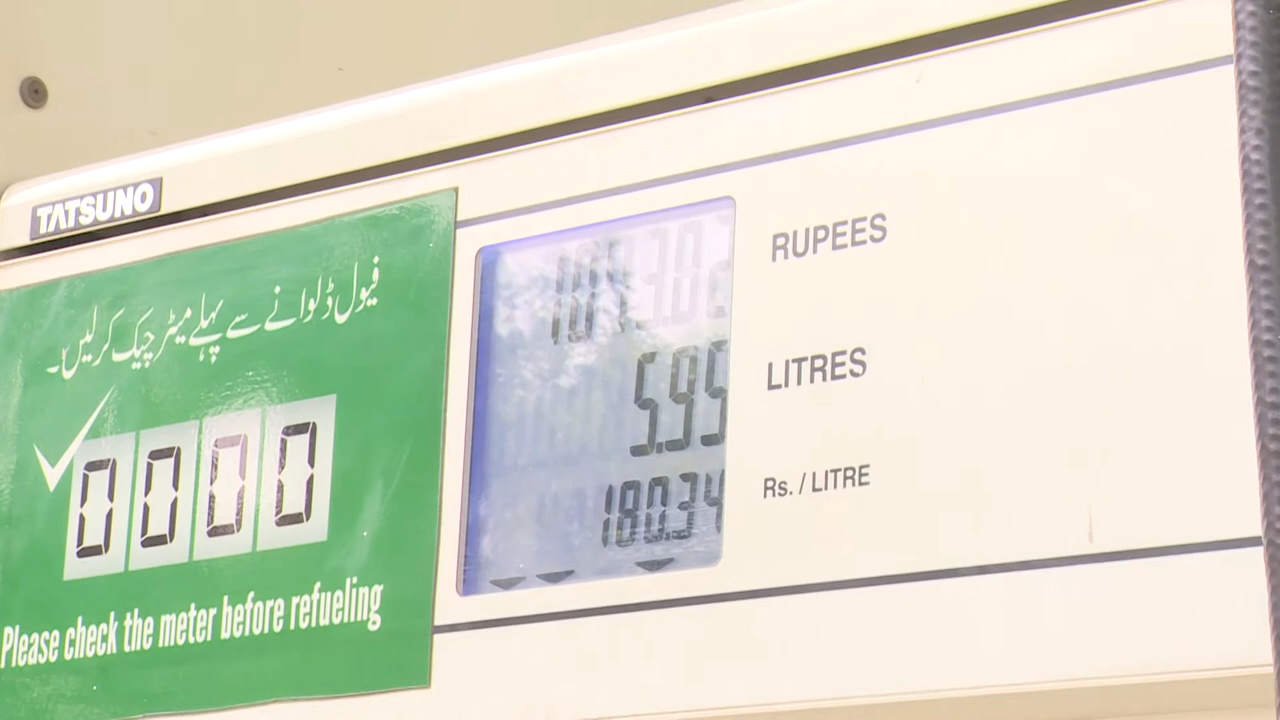 TATSUNO
فیول ڈلوانے سے پہلے میٹر چیک کرلیں۔
0000
Please check the meter before refueling
RUPEES
5.95 LITRES
180.34 Rs. / LITRE